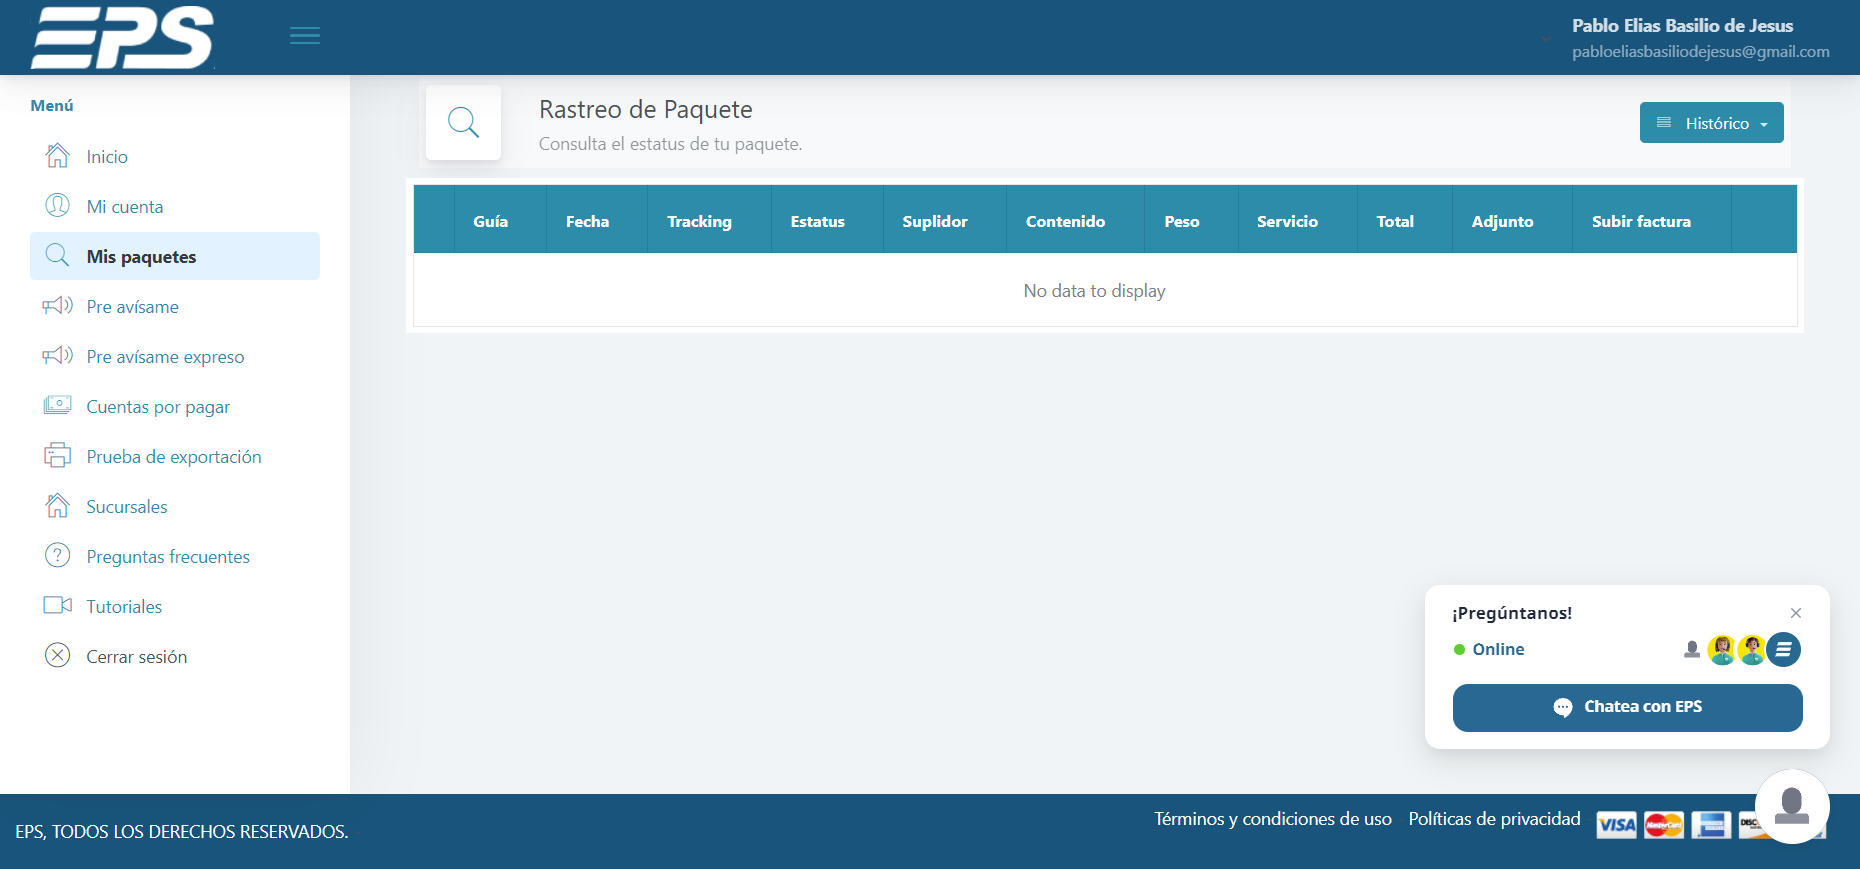 EPS
Pablo Elias Basilio de Jesus
pabloeliasbasiliodejesus@gmail.com
Menú
Inicio
Mi cuenta
Mis paquetes
Pre avísame
Pre avísame expreso
Cuentas por pagar
Prueba de exportación
Sucursales
Preguntas frecuentes
Tutoriales
Cerrar sesión
Rastreo de Paquete
Consulta el estatus de tu paquete.
Histórico
Guía Fecha Tracking Estatus Suplidor Contenido Peso Servicio Total Adjunto Subir factura
No data to display
¡Pregúntanos!
Online
Chatea con EPS
EPS, TODOS LOS DERECHOS RESERVADOS.
Términos y condiciones de uso Políticas de privacidad
VISA MasterCard